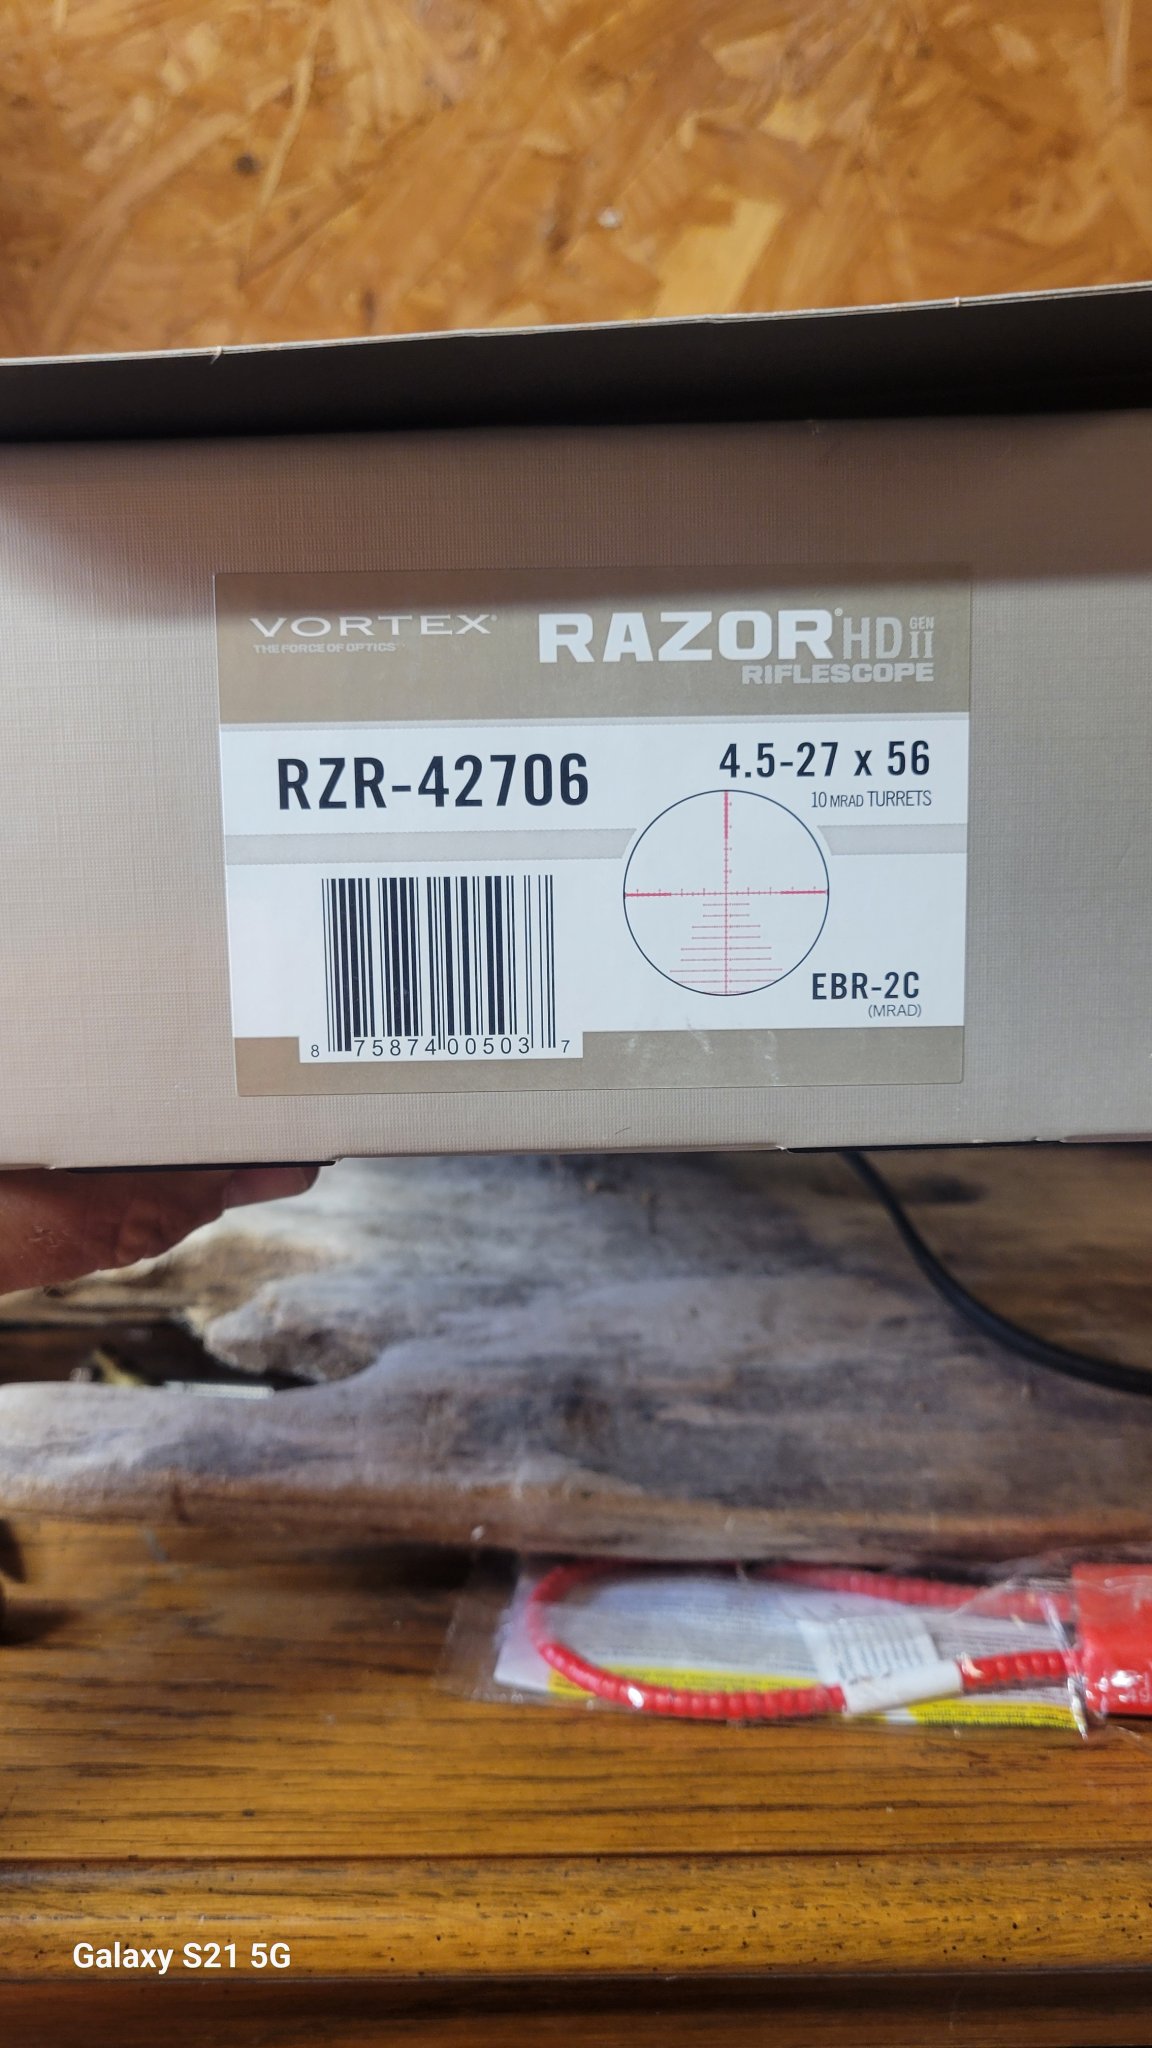 VORTEX®
THE FORCE OF OPTICS™
RAZOR® HD GEN II
RIFLESCOPE
RZR-42706
4.5-27 x 56
10 MRAD TURRETS
EBR-2C
(MRAD)
8 75874 00503 7
Galaxy S21 5G